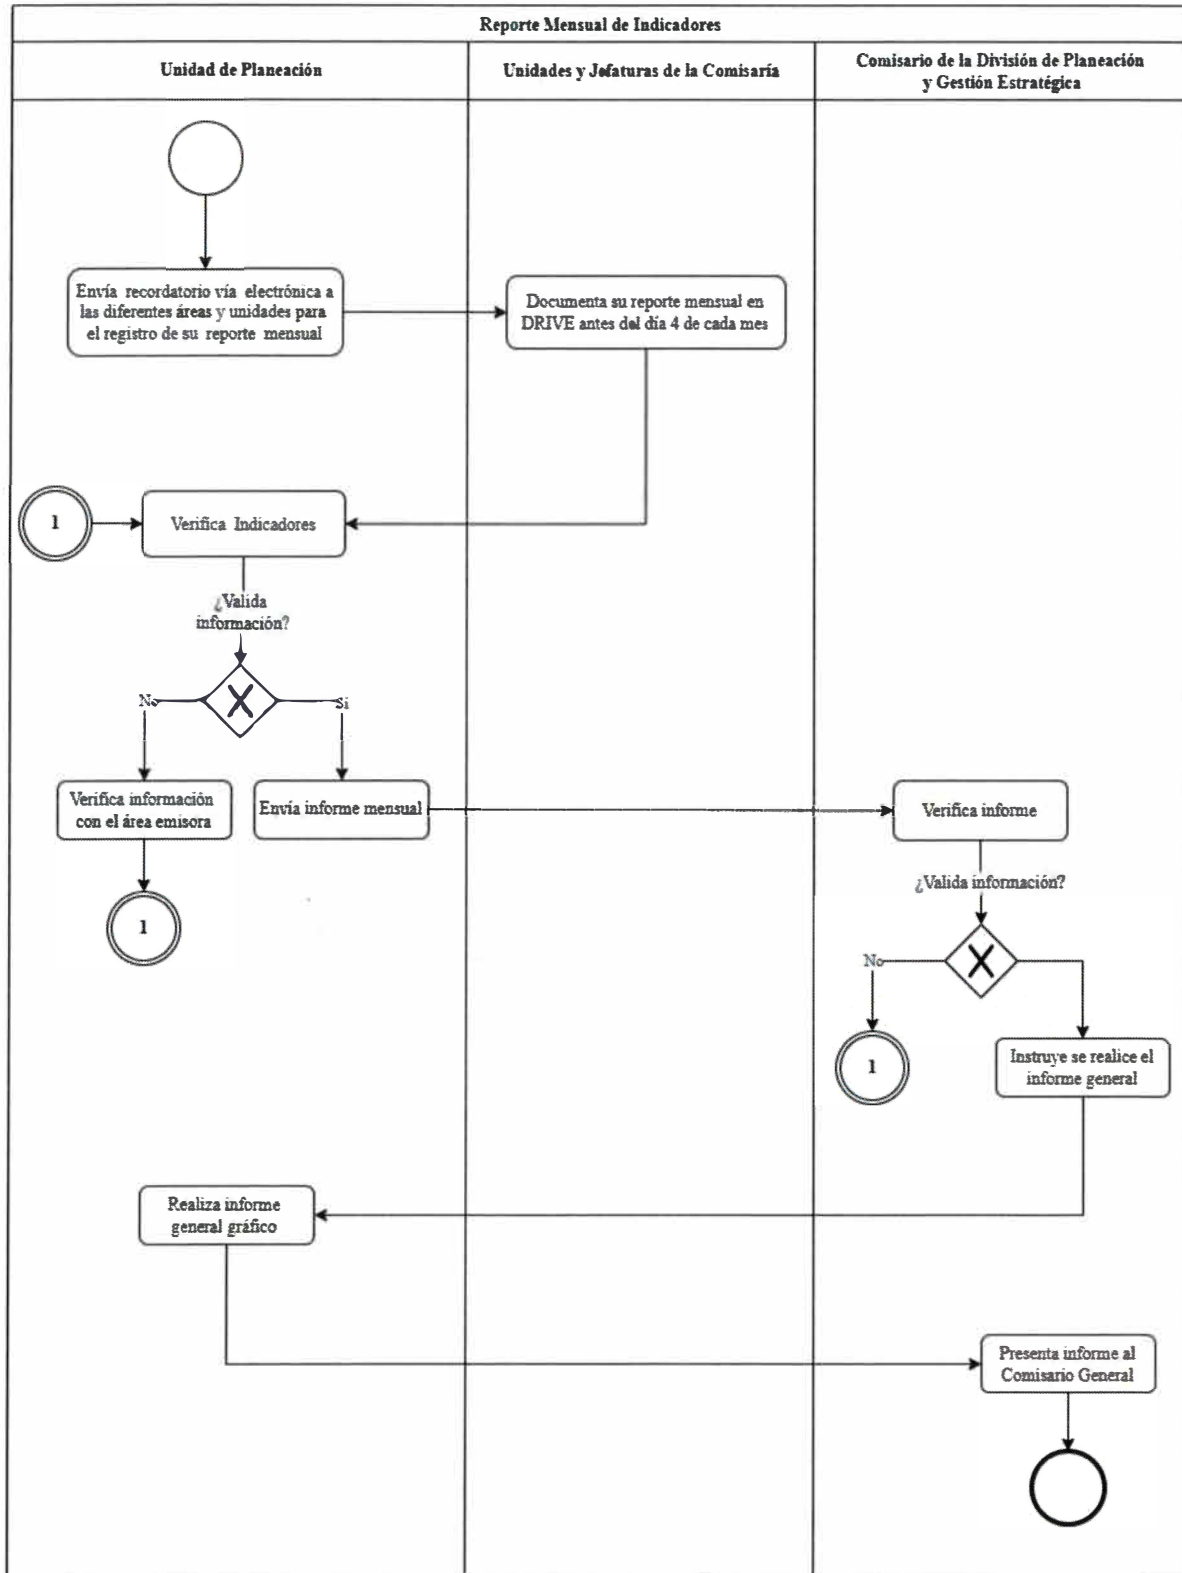 Reporte Mensual de Indicadores
Unidad de Planeación
Unidades y Jefaturas de la Comisaría
Comisario de la División de Planeación
y Gestión Estratégica
Envía recordatorio vía electrónica a
las diferentes áreas y unidades para
el registro de su reporte mensual
Documenta su reporte mensual en
DRIVE antes del día 4 de cada mes
1
Verifica Indicadores
¿Valida
información?
No
Si
X
Verifica información
con el área emisora
Envía informe mensual
Verifica informe
1
¿Valida información?
No
X
1
Instruye se realice el
informe general
Realiza informe
general gráfico
Presenta informe al
Comisario General